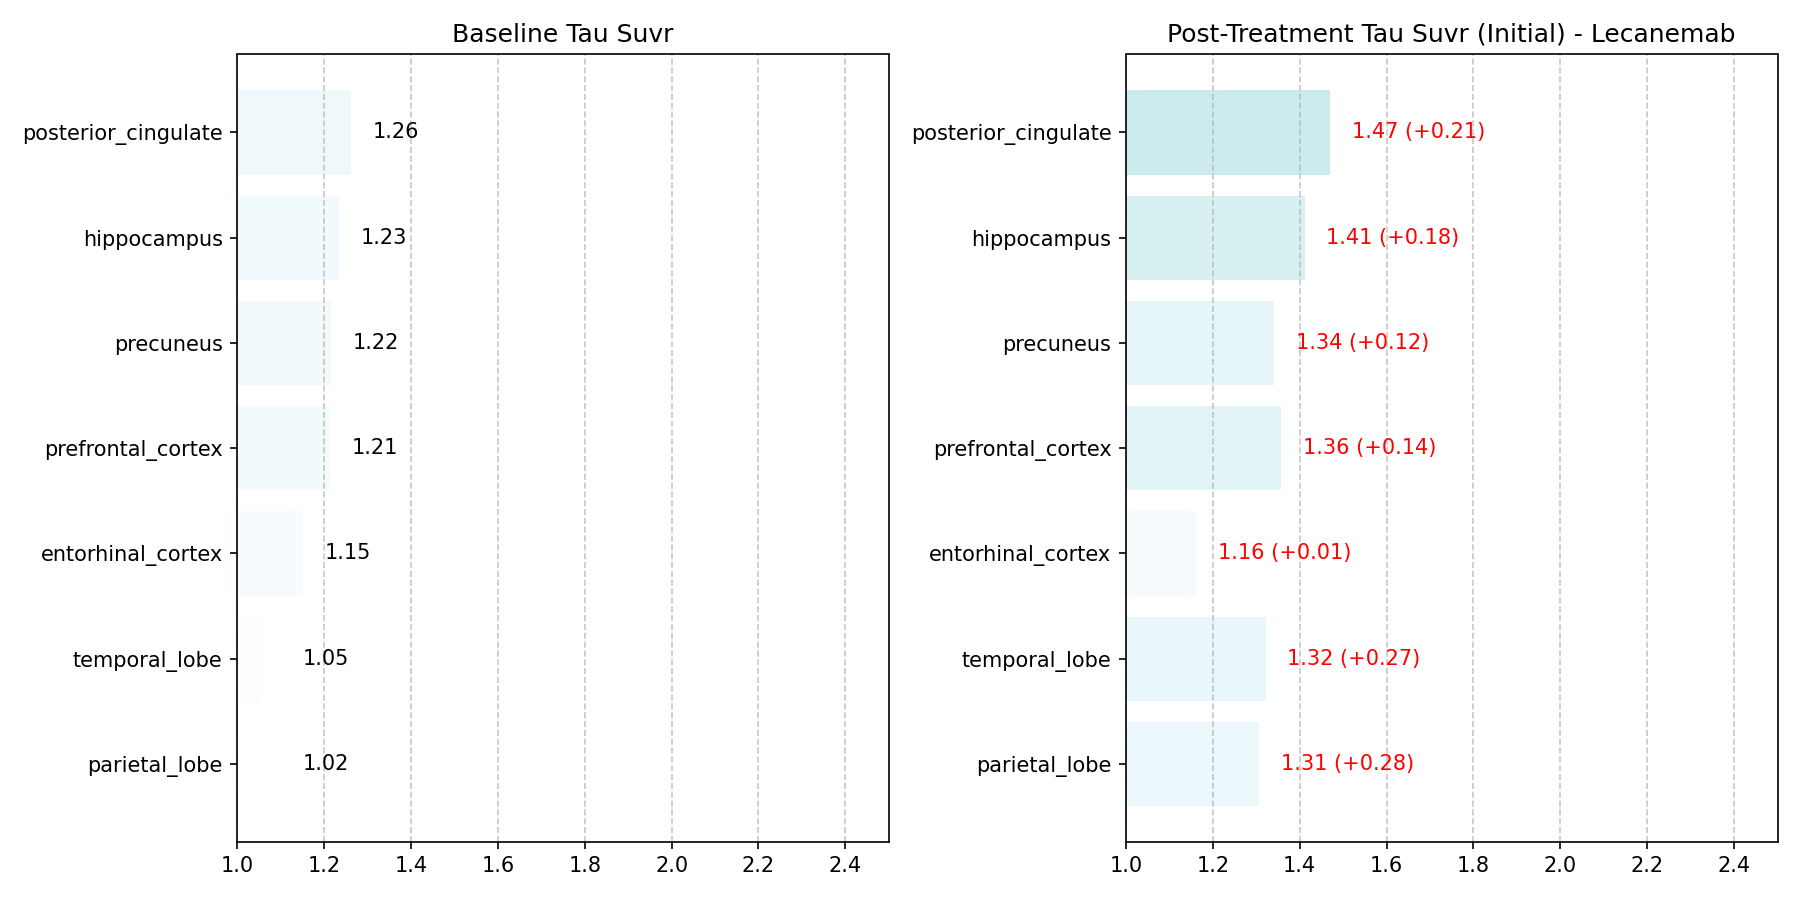 Baseline Tau Suvr
posterior_cingulate 1.26
hippocampus 1.23
precuneus 1.22
prefrontal_cortex 1.21
entorhinal_cortex 1.15
temporal_lobe 1.05
parietal_lobe 1.02
1.0 1.2 1.4 1.6 1.8 2.0 2.2 2.4
Post-Treatment Tau Suvr (Initial) - Lecanemab
posterior_cingulate 1.47 (+0.21)
hippocampus 1.41 (+0.18)
precuneus 1.34 (+0.12)
prefrontal_cortex 1.36 (+0.14)
entorhinal_cortex 1.16 (+0.01)
temporal_lobe 1.32 (+0.27)
parietal_lobe 1.31 (+0.28)
1.0 1.2 1.4 1.6 1.8 2.0 2.2 2.4